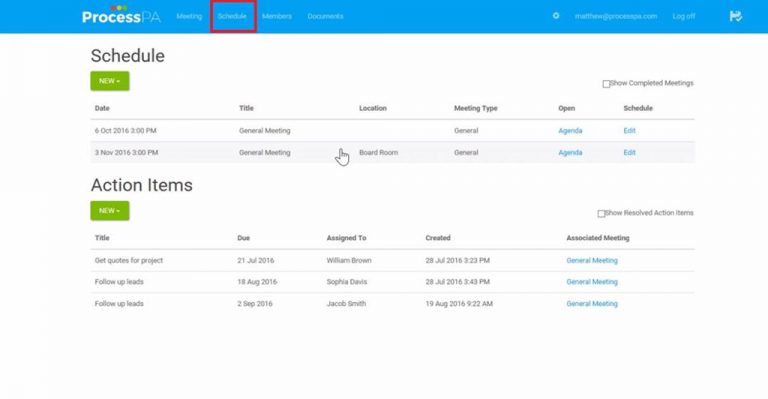 ProcessPA Meeting Schedule Members Documents matthew@processpa.com Log off
Schedule
NEW
Show Completed Meetings
Date Title Location Meeting Type Open Schedule
6 Oct 2016 3:00 PM General Meeting General Agenda Edit
3 Nov 2016 3:00 PM General Meeting Board Room General Agenda Edit
Action Items
NEW
Show Resolved Action Items
Title Due Assigned To Created Associated Meeting
Get quotes for project 21 Jul 2016 William Brown 28 Jul 2016 3:23 PM General Meeting
Follow up leads 18 Aug 2016 Sophia Davis 28 Jul 2016 3:43 PM General Meeting
Follow up leads 2 Sep 2016 Jacob Smith 19 Aug 2016 9:22 AM General Meeting